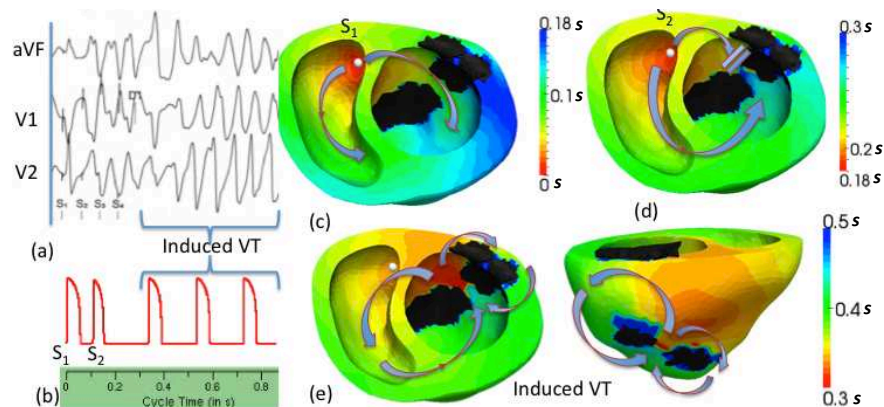 aVF
V1
V2
S₁ S₂ S₃ S₄
(a)
Induced VT
S₁ S₂
(b)
0 0.2 0.4 0.6 0.8
Cycle Time (in s)
S₁
0.18 s
0.1 s
0 s
(c)
S₂
0.3 s
0.2 s
0.18 s
(d)
(e)
Induced VT
0.5 s
0.4 s
0.3 s